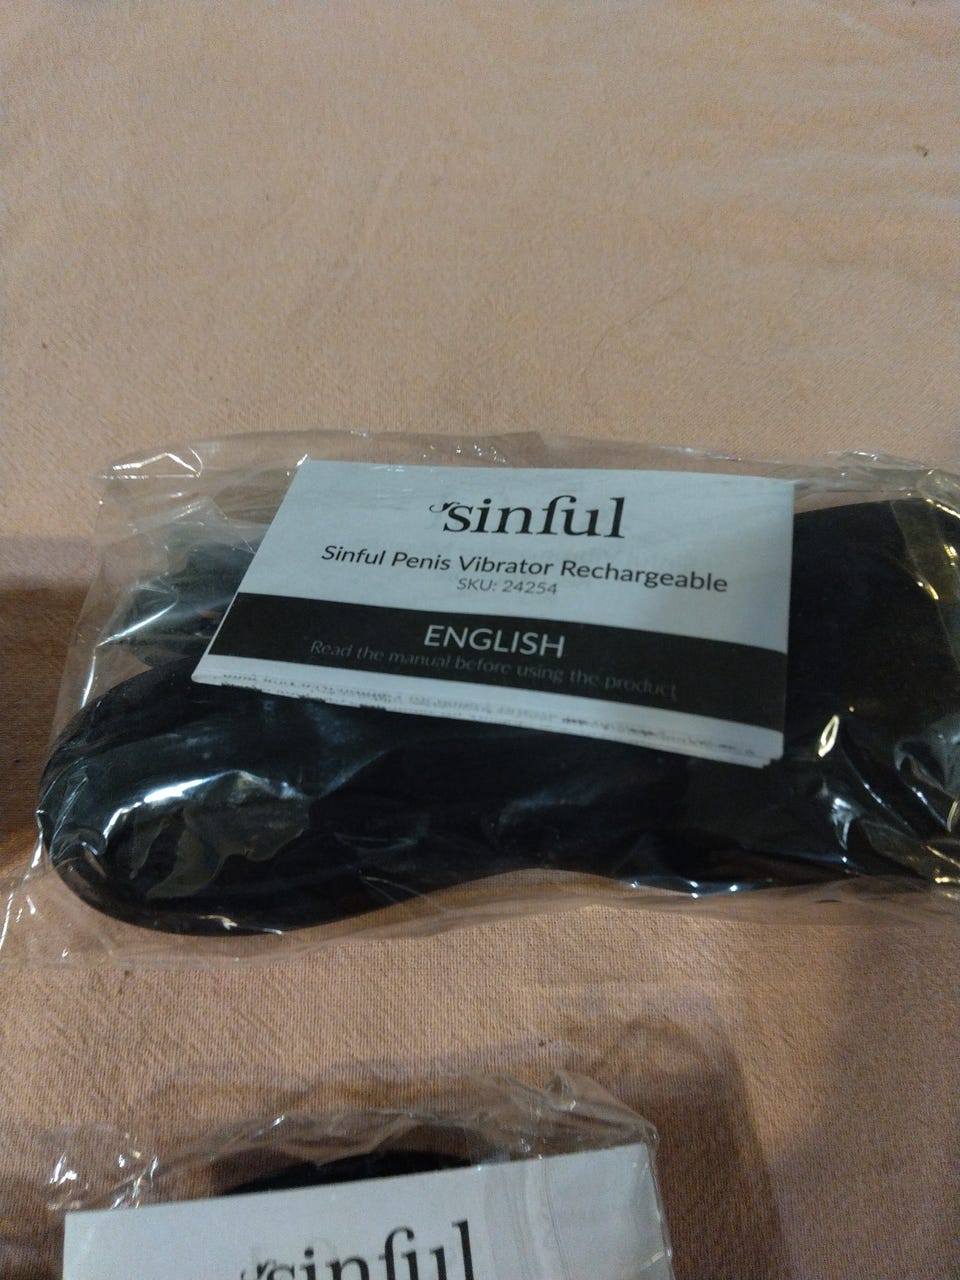 sinful
Sinful Penis Vibrator Rechargeable
SKU: 24254
ENGLISH
Read the manual before using the product
sinful